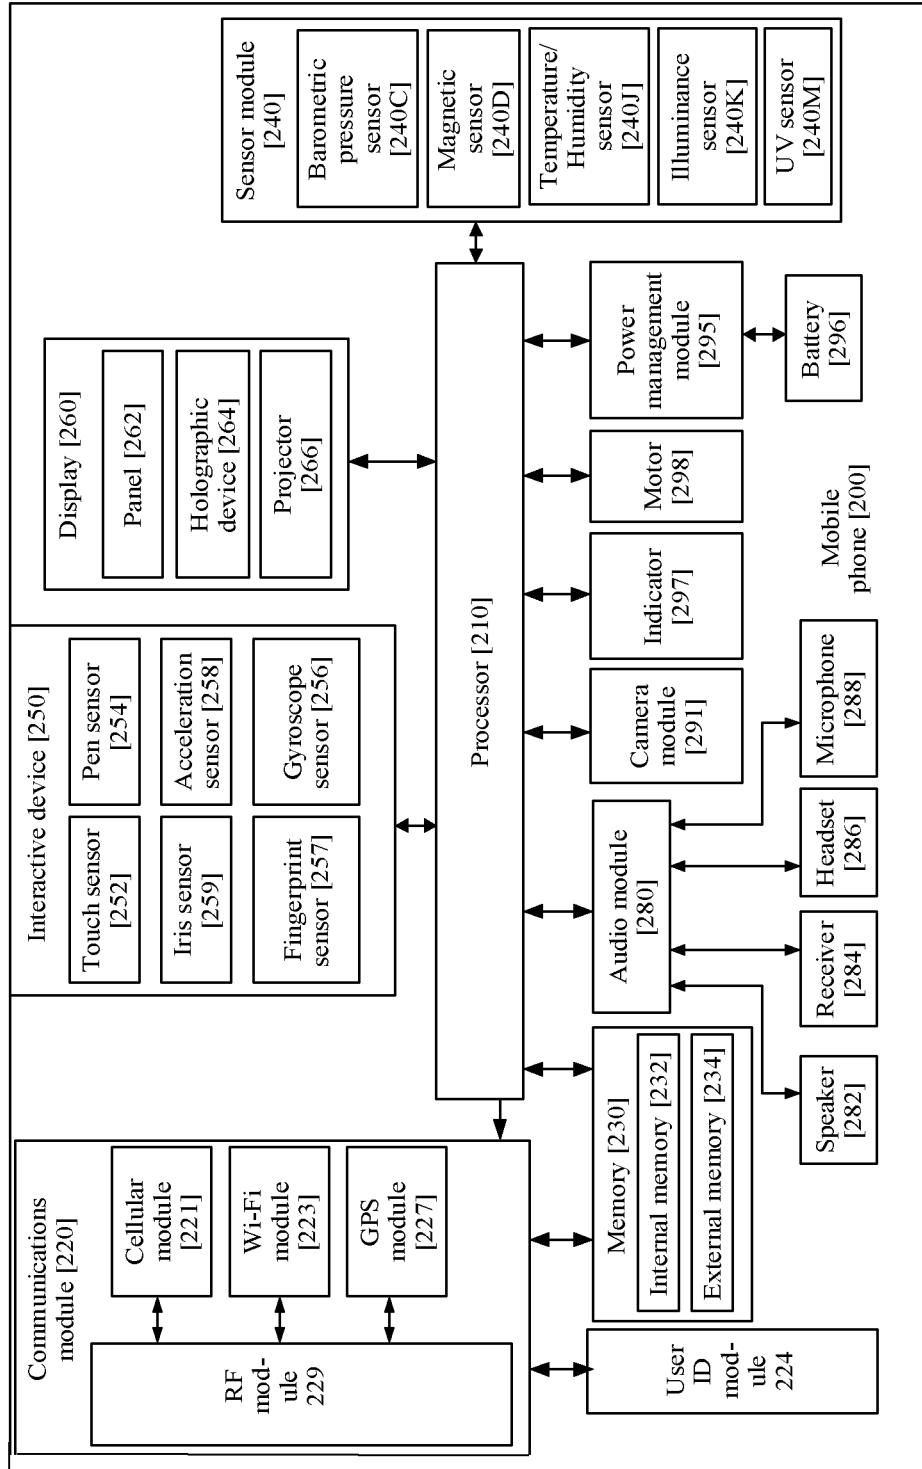 Communications
module [220]
RF
mod-
ule 229
Cellular
module
[221]
Wi-Fi
module
[223]
GPS
module
[227]
Interactive device [250]
Touch sensor
[252]
Pen sensor
[254]
Iris sensor
[259]
Acceleration
sensor [258]
Fingerprint
sensor [257]
Gyroscope
sensor [256]
Display [260]
Panel [262]
Holographic
device [264]
Projector
[266]
Sensor module
[240]
Barometric
pressure
sensor
[240C]
Magnetic
sensor
[240D]
Temperature/
Humidity
sensor
[240J]
Illuminance
sensor
[240K]
UV sensor
[240M]
Processor [210]
User
ID
mod-
ule 224
Memory [230]
Internal memory [232]
External memory [234]
Audio module
[280]
Camera
module
[291]
Indicator
[297]
Motor
[298]
Power
management
module [295]
Battery
[296]
Speaker
[282]
Receiver
[284]
Headset
[286]
Microphone
[288]
Mobile
phone [200]